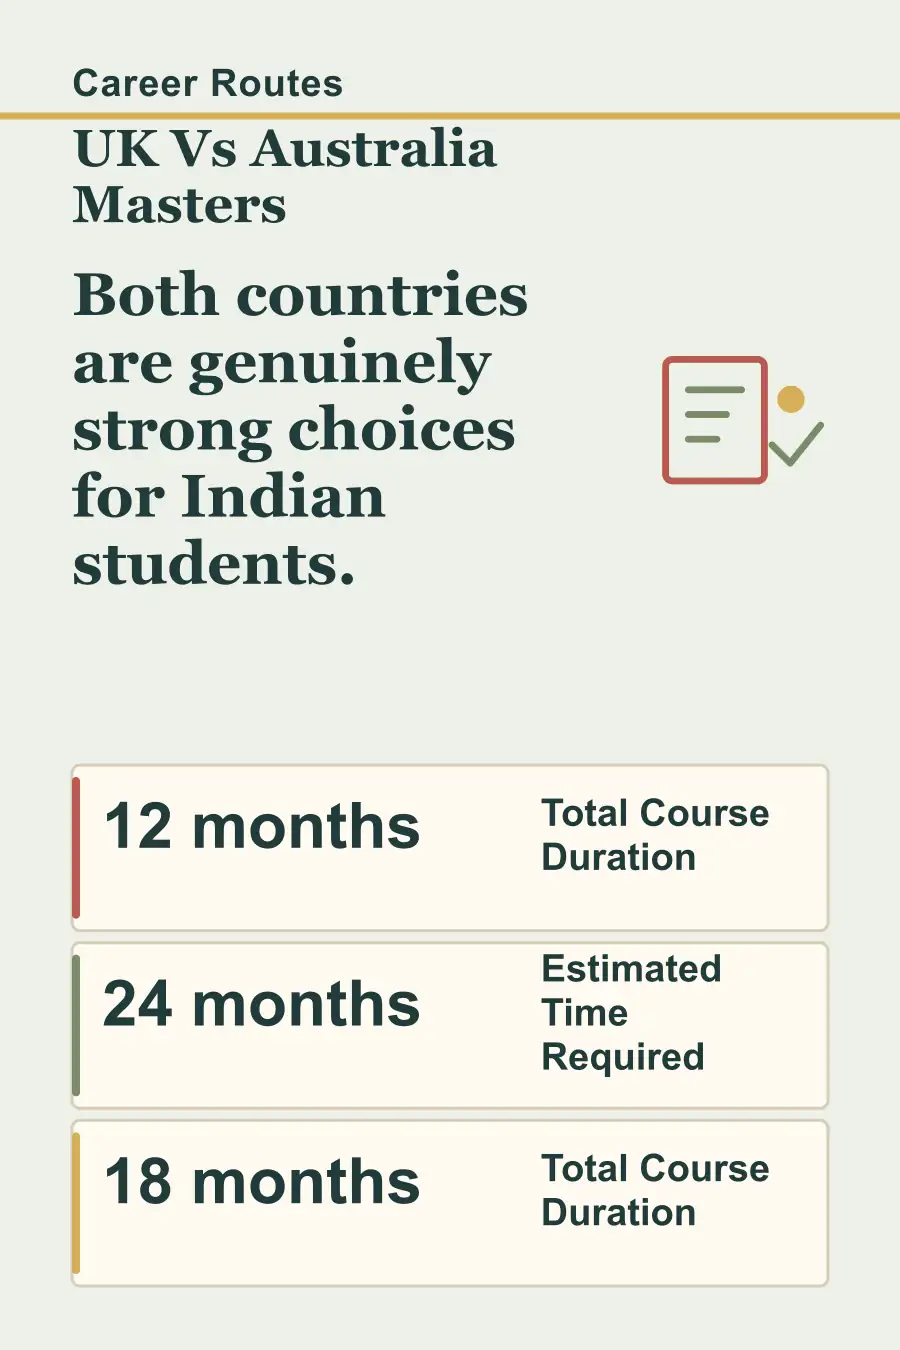 Career Routes
UK Vs Australia
Masters
Both countries
are genuinely
strong choices
for Indian
students.
12 months
Total Course
Duration
24 months
Estimated
Time
Required
18 months
Total Course
Duration